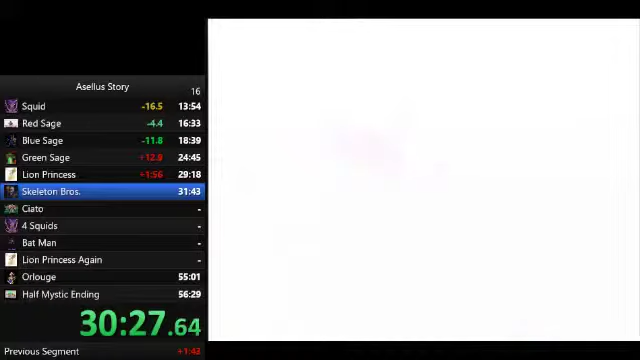 Asellus Story
16
Squid -16.5 13:54
Red Sage -4.4 16:33
Blue Sage -11.8 18:39
Green Sage +12.9 24:45
Lion Princess +1:56 29:18
Skeleton Bros. 31:43
Ciato -
4 Squids -
Bat Man -
Lion Princess Again -
Orlouge 55:01
Half Mystic Ending 56:29
30:27.64
Previous Segment +1:43